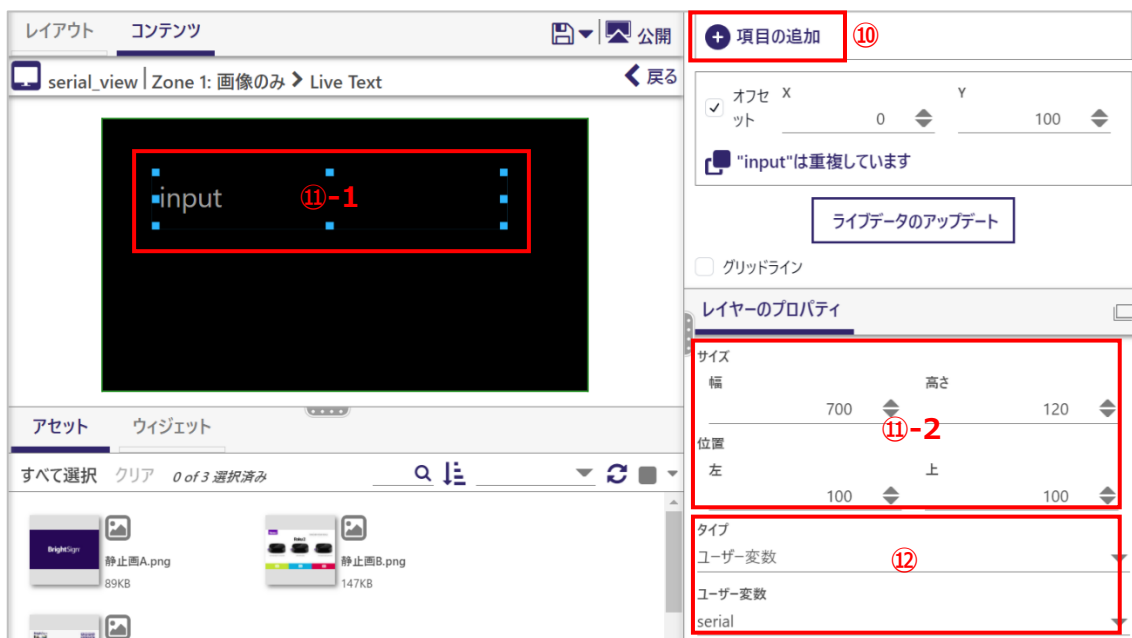 レイアウト コンテンツ 公開
serial_view Zone 1: 画像のみ Live Text 戻る
input ⑪-1
アセット ウィジェット
すべて選択 クリア 0 of 3 選択済み
BrightSign
静止画A.png
89KB
静止画B.png
147KB
項目の追加 ⑩
オフセ
ット
X Y
0 100
"input"は重複しています
ライブデータのアップデート
グリッドライン
レイヤーのプロパティ
サイズ
幅 高さ
700 120
⑪-2
位置
左 上
100 100
タイプ
ユーザー変数 ⑫
ユーザー変数
serial